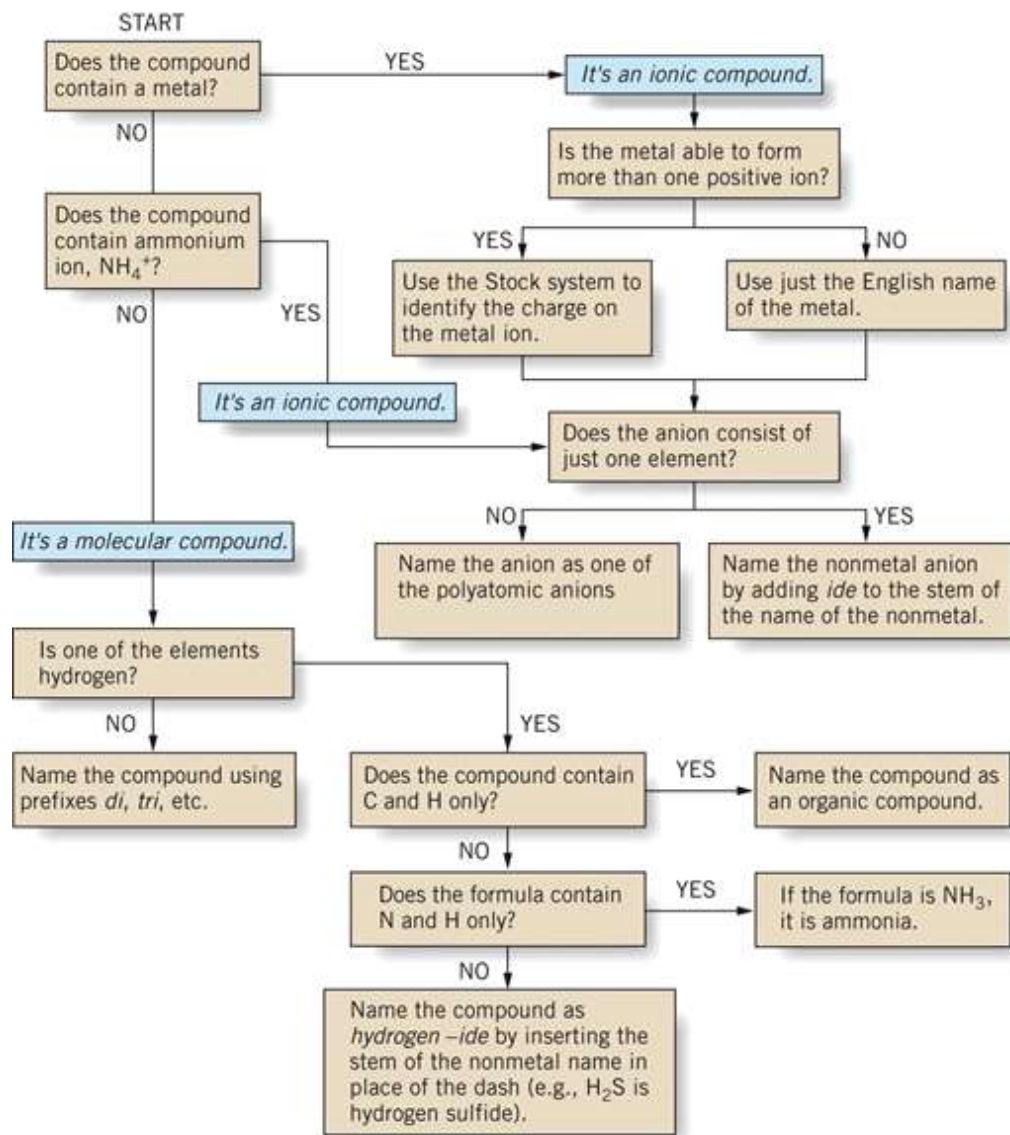 START
Does the compound
contain a metal?
YES
It's an ionic compound.
NO
Is the metal able to form
more than one positive ion?
Does the compound
contain ammonium
ion, NH₄⁺?
YES
NO
Use the Stock system to
identify the charge on
the metal ion.
Use just the English name
of the metal.
NO
YES
It's an ionic compound.
Does the anion consist of
just one element?
NO
YES
Name the anion as one of
the polyatomic anions
Name the nonmetal anion
by adding ide to the stem of
the name of the nonmetal.
It's a molecular compound.
Is one of the elements
hydrogen?
NO
YES
Name the compound using
prefixes di, tri, etc.
Does the compound contain
C and H only?
YES
Name the compound as
an organic compound.
NO
Does the formula contain
N and H only?
YES
If the formula is NH₃,
it is ammonia.
NO
Name the compound as
hydrogen –ide by inserting the
stem of the nonmetal name in
place of the dash (e.g., H₂S is
hydrogen sulfide).